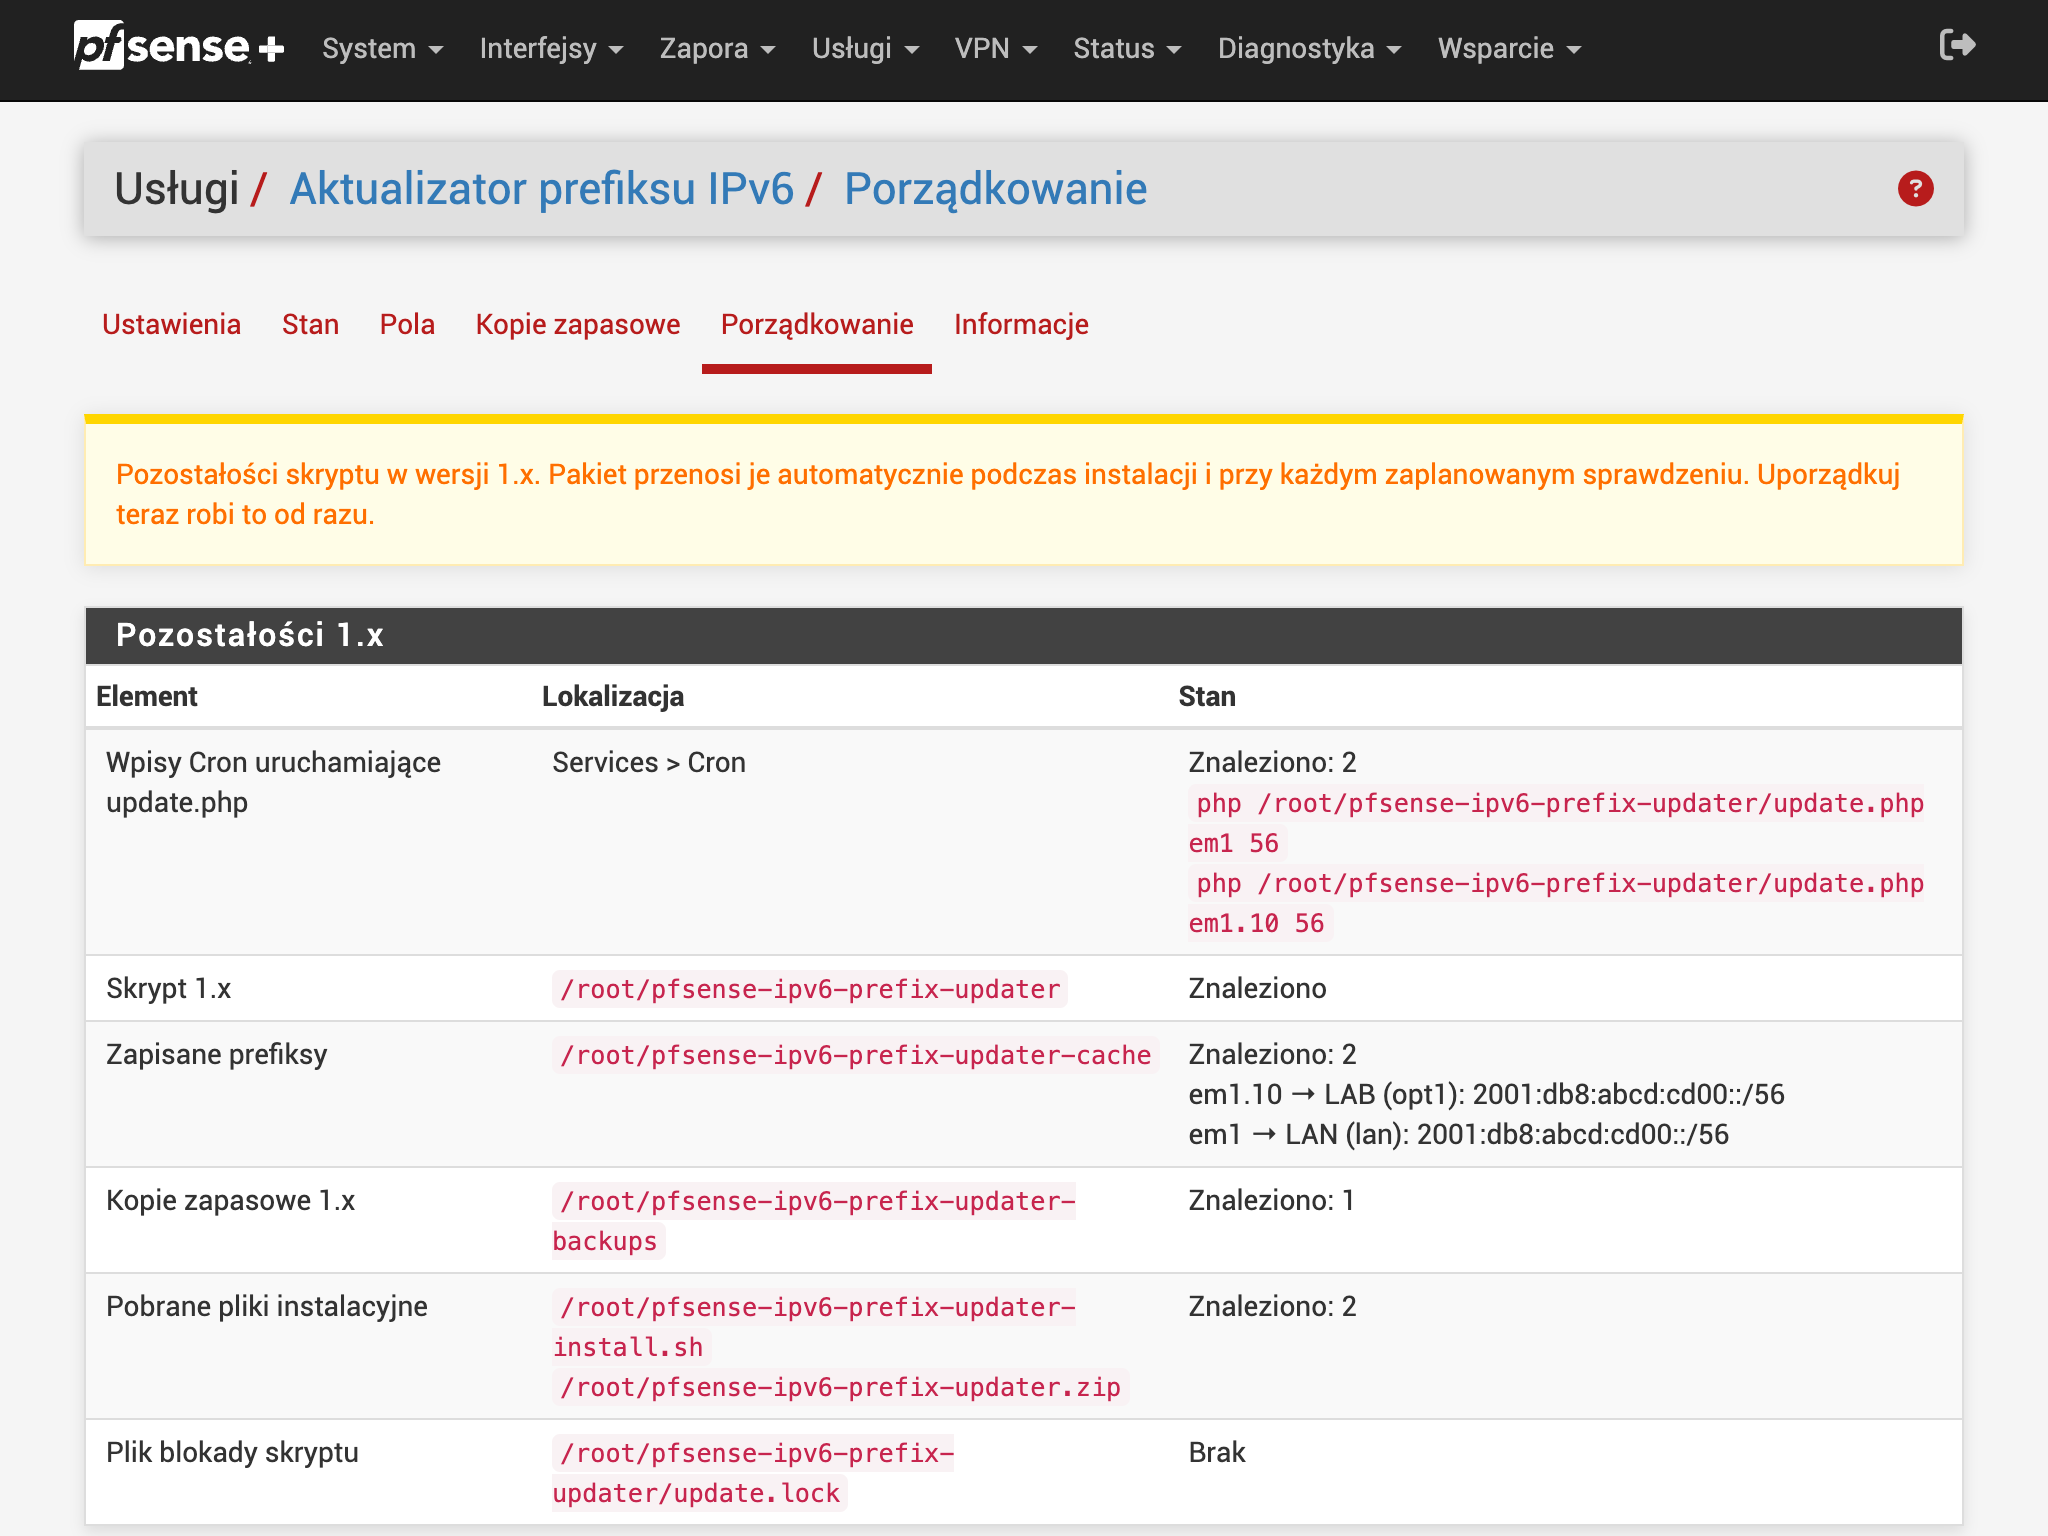 pfsense +
System
Interfejsy
Zapora
Usługi
VPN
Status
Diagnostyka
Wsparcie
Usługi / Aktualizator prefiksu IPv6 / Porządkowanie
?
Ustawienia
Stan
Pola
Kopie zapasowe
Porządkowanie
Informacje
Pozostałości skryptu w wersji 1.x. Pakiet przenosi je automatycznie podczas instalacji i przy każdym zaplanowanym sprawdzeniu. Uporządkuj
teraz robi to od razu.
Pozostałości 1.x
Element
Lokalizacja
Stan
Wpisy Cron uruchamiające
update.php
Services > Cron
Znaleziono: 2
php /root/pfsense-ipv6-prefix-updater/update.php
em1 56
php /root/pfsense-ipv6-prefix-updater/update.php
em1.10 56
Skrypt 1.x
/root/pfsense-ipv6-prefix-updater
Znaleziono
Zapisane prefiksy
/root/pfsense-ipv6-prefix-updater-cache
Znaleziono: 2
em1.10 → LAB (opt1): 2001:db8:abcd:cd00::/56
em1 → LAN (lan): 2001:db8:abcd:cd00::/56
Kopie zapasowe 1.x
/root/pfsense-ipv6-prefix-updater-
backups
Znaleziono: 1
Pobrane pliki instalacyjne
/root/pfsense-ipv6-prefix-updater-
install.sh
/root/pfsense-ipv6-prefix-updater.zip
Znaleziono: 2
Plik blokady skryptu
/root/pfsense-ipv6-prefix-
updater/update.lock
Brak